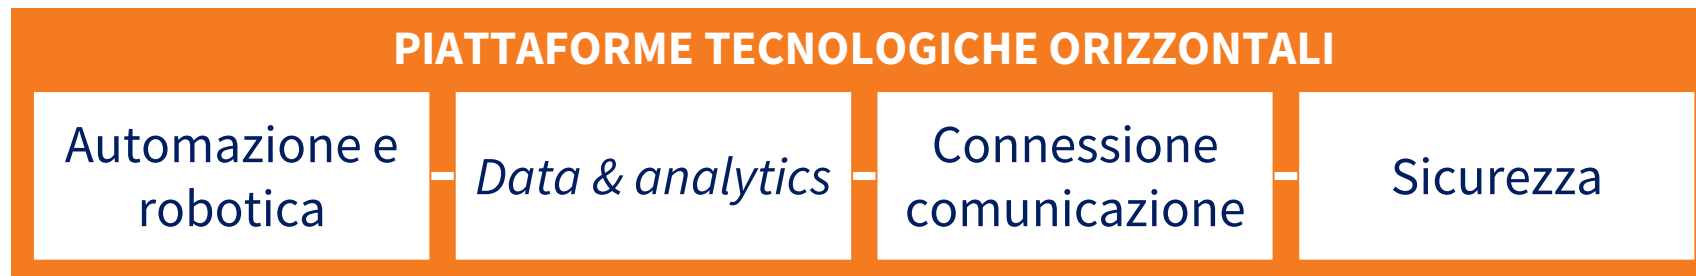 PIATTAFORME TECNOLOGICHE ORIZZONTALI
Automazione e
robotica
Data & analytics
Connessione
comunicazione
Sicurezza